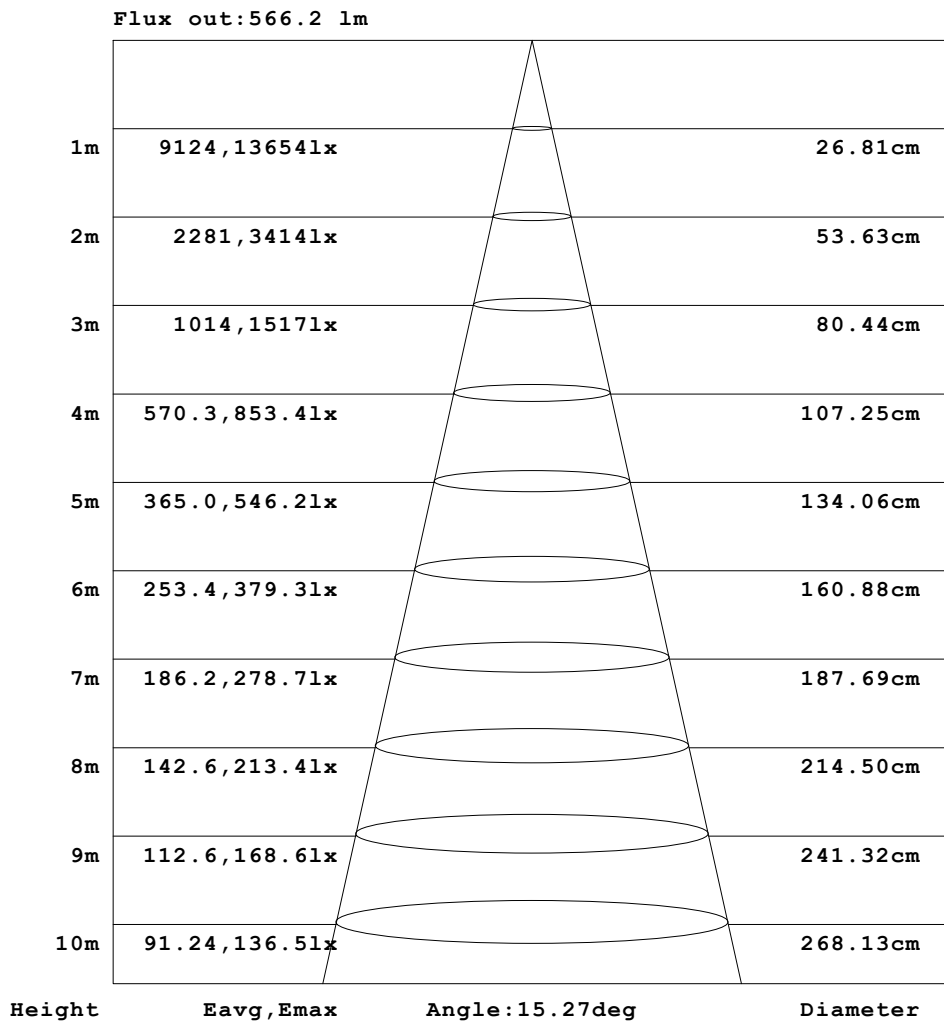 Flux out:566.2 lm
1m 9124,13654lx 26.81cm
2m 2281,3414lx 53.63cm
3m 1014,1517lx 80.44cm
4m 570.3,853.4lx 107.25cm
5m 365.0,546.2lx 134.06cm
6m 253.4,379.3lx 160.88cm
7m 186.2,278.7lx 187.69cm
8m 142.6,213.4lx 214.50cm
9m 112.6,168.6lx 241.32cm
10m 91.24,136.5lx 268.13cm
Height Eavg,Emax Angle:15.27deg Diameter